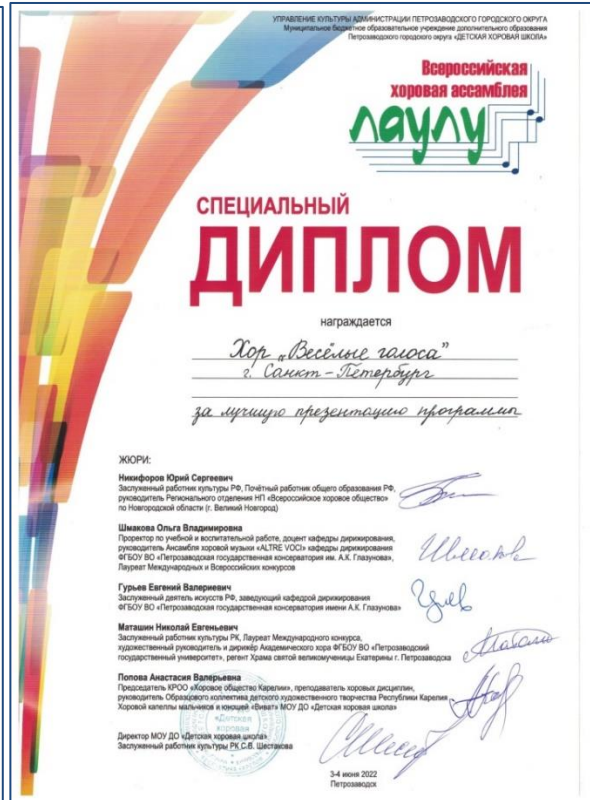 УПРАВЛЕНИЕ КУЛЬТУРЫ АДМИНИСТРАЦИИ ПЕТРОЗАВОДСКОГО ГОРОДСКОГО ОКРУГА
Муниципальное бюджетное образовательное учреждение дополнительного образования
Петрозаводского городского округа «ДЕТСКАЯ ХОРОВАЯ ШКОЛА»
Всероссийская
хоровая ассамблея
лаулу
СПЕЦИАЛЬНЫЙ
ДИПЛОМ
награждается
Хор „Весёлые голоса"
г. Санкт-Петербург
за лучшую презентацию программы
ЖЮРИ:
Никифоров Юрий Сергеевич
Заслуженный работник культуры РФ, Почётный работник общего образования РФ,
руководитель Регионального отделения НП «Всероссийское хоровое общество»
по Новгородской области (г. Великий Новгород)
Шмакова Ольга Владимировна
Проректор по учебной и воспитательной работе, доцент кафедры дирижирования,
руководитель Ансамбля хоровой музыки «ALTRE VOCI» кафедры дирижирования
ФГБОУ ВО «Петрозаводская государственная консерватория им. А.К. Глазунова»,
Лауреат Международных и Всероссийских конкурсов
Гурьев Евгений Валериевич
Заслуженный деятель искусств РФ, заведующий кафедрой дирижирования
ФГБОУ ВО «Петрозаводская государственная консерватория имени А.К. Глазунова»
Маташин Николай Евгеньевич
Заслуженный работник культуры РК, Лауреат Международного конкурса,
художественный руководитель и дирижёр Академического хора ФГБОУ ВО «Петрозаводский
государственный университет», регент Храма святой великомученицы Екатерины г. Петрозаводска
Попова Анастасия Валерьевна
Председатель КРОО «Хоровое общество Карелии», преподаватель хоровых дисциплин,
руководитель Образцового коллектива детского художественного творчества Республики Карелия
Хоровой капеллы мальчиков и юношей «Виват» МОУ ДО «Детская хоровая школа»
«Детская
хоровая
Директор МОУ ДО «Детская хоровая школа»
Заслуженный работник культуры РК С.В. Шестакова
3-4 июня 2022
Петрозаводск